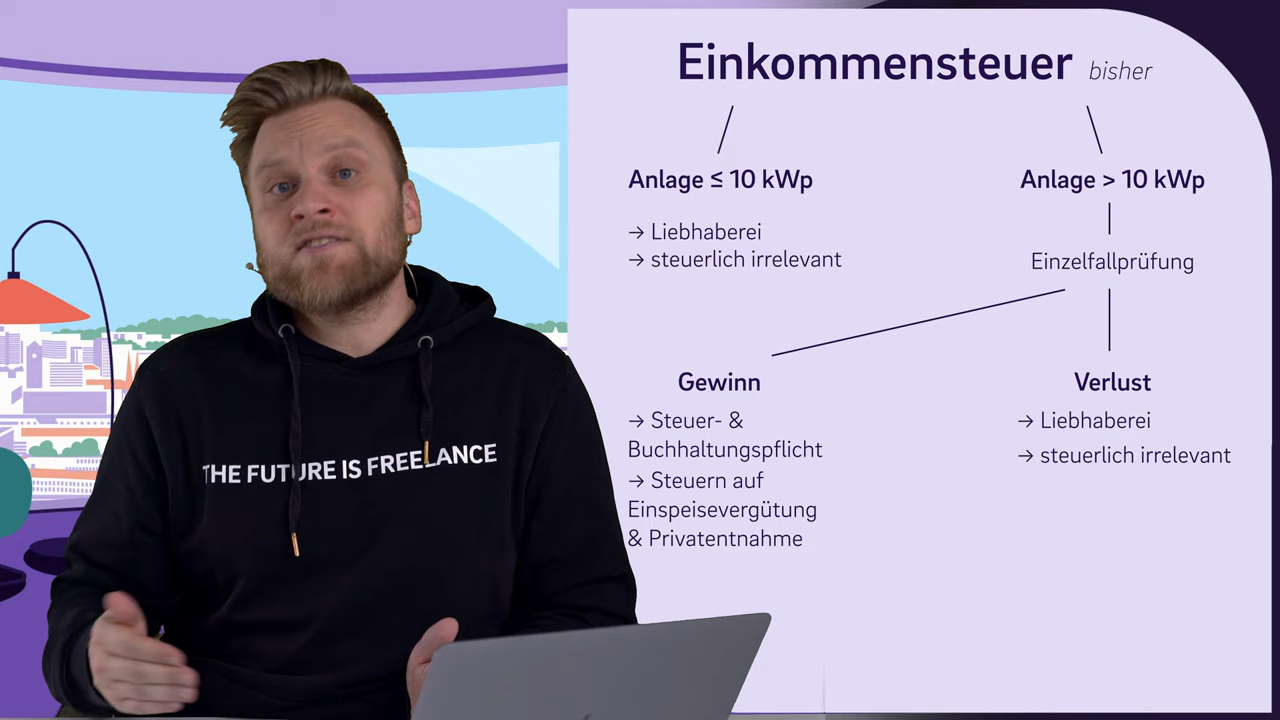 Einkommensteuer bisher
Anlage ≤ 10 kWp
→ Liebhaberei
→ steuerlich irrelevant
Anlage > 10 kWp
Einzelfallprüfung
Gewinn
→ Steuer- &
Buchhaltungspflicht
→ Steuern auf
Einspeisevergütung
& Privatentnahme
Verlust
→ Liebhaberei
→ steuerlich irrelevant
THE FUTURE IS FREELANCE